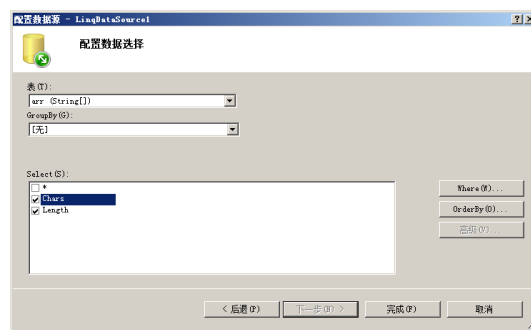 配置数据源 - LinqDataSource1
配置数据选择
表(T):
arr (String[])
GroupBy(G):
[无]
Select(S):
*
Chars
Length
Where(W)...
OrderBy(O)...
高级(V)...
< 后退(P)
下一步(N) >
完成(F)
取消